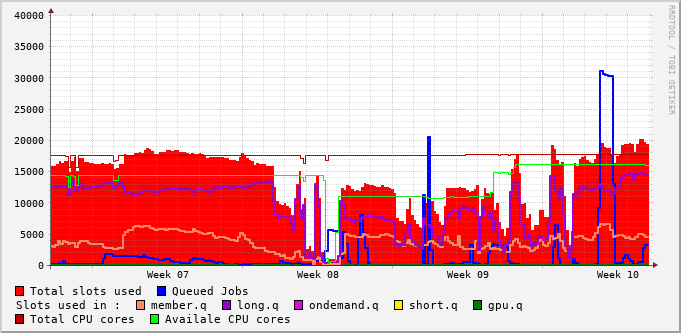 40000
35000
30000
25000
20000
15000
10000
5000
0
Week 07 Week 08 Week 09 Week 10
RRDTOOL / TOBI OETIKER
Total slots used Queued Jobs
Slots used in : member.q long.q ondemand.q short.q gpu.q
Total CPU cores Availale CPU cores